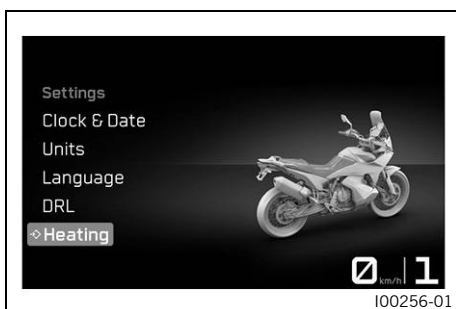 Settings
Clock & Date
Units
Language
DRL
Heating
0 km/h 1
I00256-01